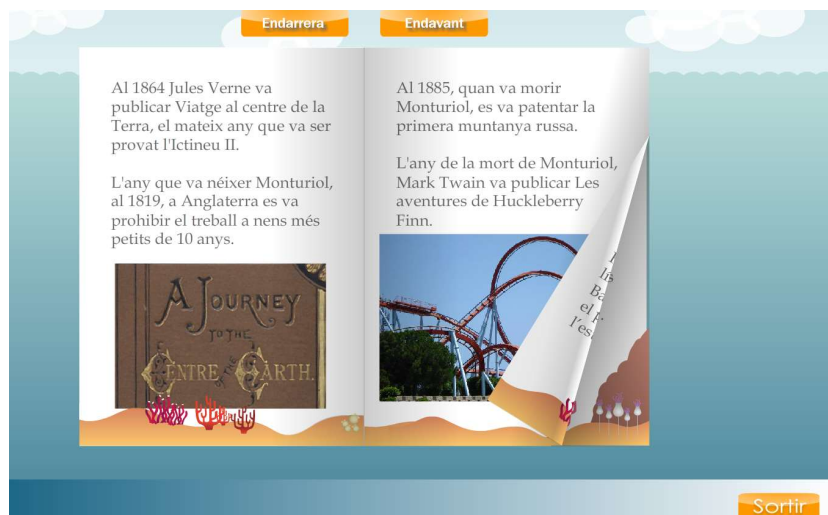 Endarrera
Endavant
Al 1864 Jules Verne va
publicar Viatge al centre de la
Terra, el mateix any que va ser
provat l'Ictineu II.
L'any que va néixer Monturiol,
al 1819, a Anglaterra es va
prohibir el treball a nens més
petits de 10 anys.
A JOURNEY
TO THE
CENTRE OF THE EARTH.
Al 1885, quan va morir
Monturiol, es va patentar la
primera muntanya russa.
L'any de la mort de Monturiol,
Mark Twain va publicar Les
aventures de Huckleberry
Finn.
el
Sortir